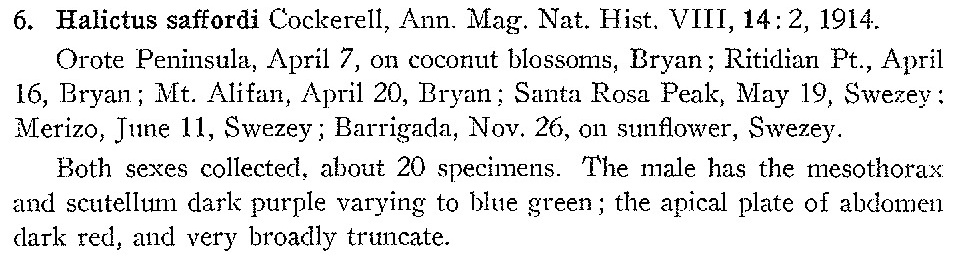 6. Halictus saffordi Cockerell, Ann. Mag. Nat. Hist. VIII, 14: 2, 1914.
Orote Peninsula, April 7, on coconut blossoms, Bryan; Ritidian Pt., April
16, Bryan; Mt. Alifan, April 20, Bryan; Santa Rosa Peak, May 19, Swezey;
Merizo, June 11, Swezey; Barrigada, Nov. 26, on sunflower, Swezey.
Both sexes collected, about 20 specimens. The male has the mesothorax
and scutellum dark purple varying to blue green; the apical plate of abdomen
dark red, and very broadly truncate.